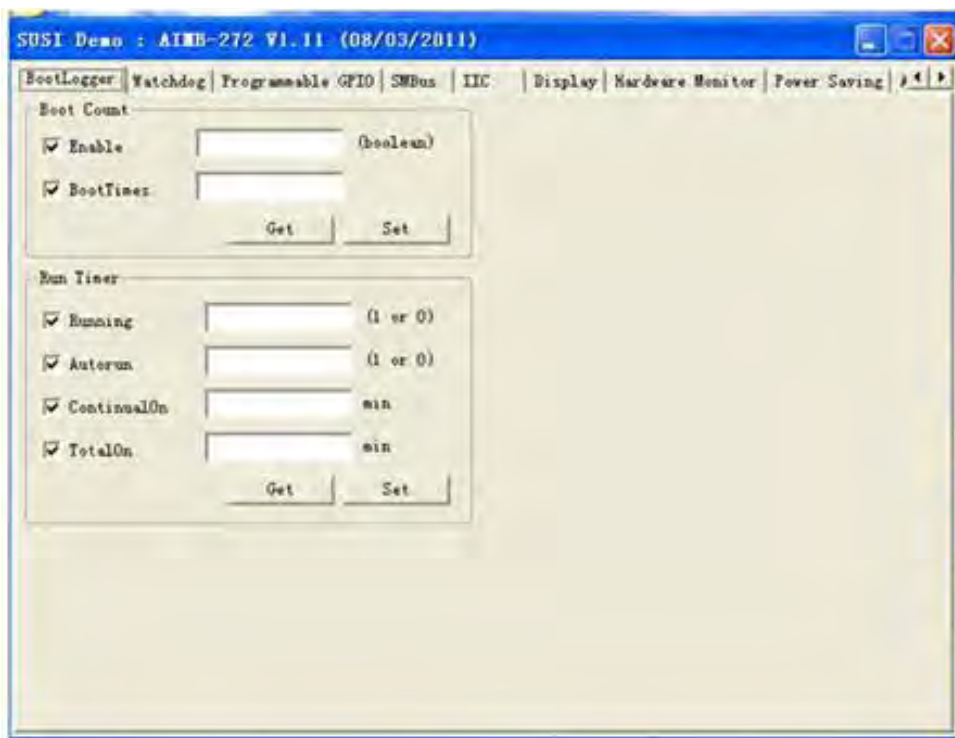 SUSI Demo : AIMB-272 V1.11 (08/03/2011)
BootLogger Watchdog Programmable GPIO SMBus IIC Display Hardware Monitor Power Saving
Boot Count
Enable (boolean)
BootTimes
Get Set
Run Timer
Running (1 or 0)
Autorun (1 or 0)
ContinualOn min
TotalOn min
Get Set